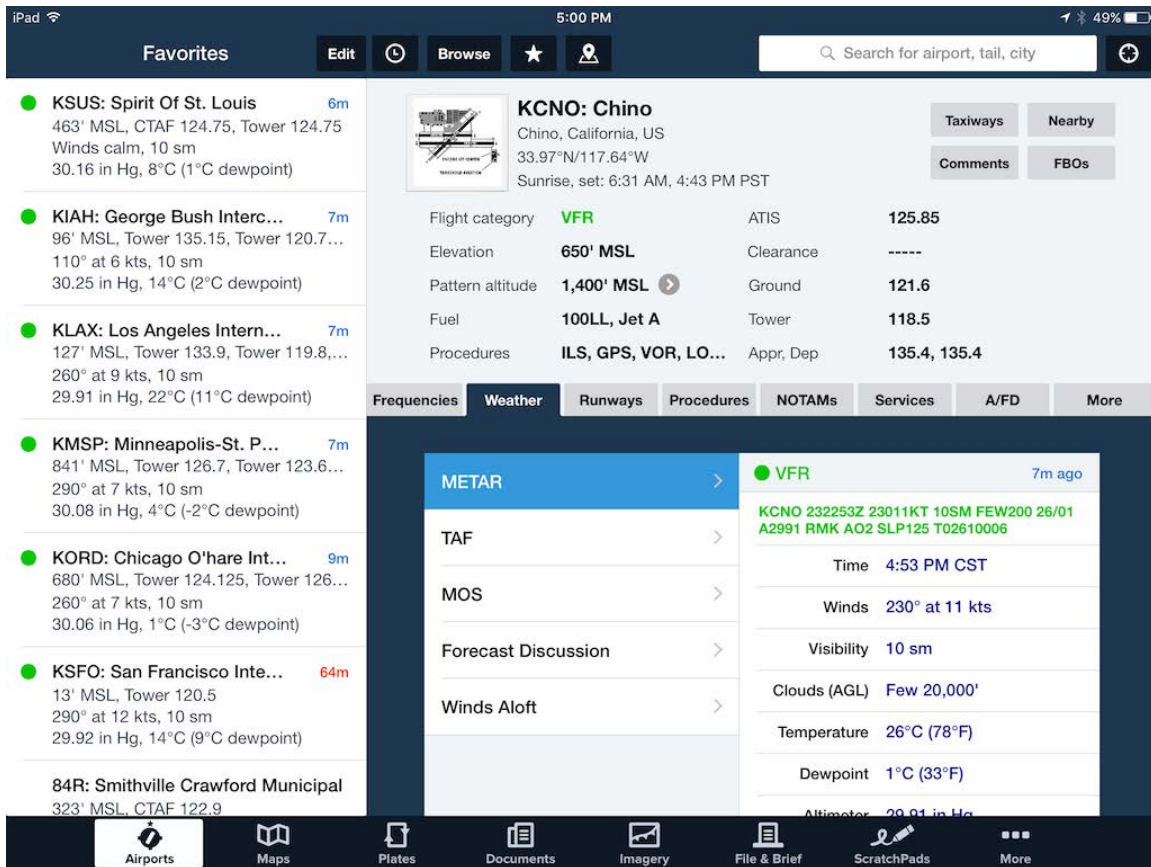 iPad 5:00 PM 49%
Favorites Edit Browse Search for airport, tail, city
KSUS: Spirit Of St. Louis 6m
463' MSL, CTAF 124.75, Tower 124.75
Winds calm, 10 sm
30.16 in Hg, 8°C (1°C dewpoint)
KIAH: George Bush Interc... 7m
96' MSL, Tower 135.15, Tower 120.7...
110° at 6 kts, 10 sm
30.25 in Hg, 14°C (2°C dewpoint)
KLAX: Los Angeles Intern... 7m
127' MSL, Tower 133.9, Tower 119.8,...
260° at 9 kts, 10 sm
29.91 in Hg, 22°C (11°C dewpoint)
KMSP: Minneapolis-St. P... 7m
841' MSL, Tower 126.7, Tower 123.6...
290° at 7 kts, 10 sm
30.08 in Hg, 4°C (-2°C dewpoint)
KORD: Chicago O'hare Int... 9m
680' MSL, Tower 124.125, Tower 126...
260° at 7 kts, 10 sm
30.06 in Hg, 1°C (-3°C dewpoint)
KSFO: San Francisco Inte... 64m
13' MSL, Tower 120.5
290° at 12 kts, 10 sm
29.92 in Hg, 14°C (9°C dewpoint)
84R: Smithville Crawford Municipal
323' MSL, CTAF 122.9
KCNO: Chino
Chino, California, US
33.97°N/117.64°W
Sunrise, set: 6:31 AM, 4:43 PM PST
Taxiways Nearby
Comments FBOs
Flight category VFR ATIS 125.85
Elevation 650' MSL Clearance -----
Pattern altitude 1,400' MSL Ground 121.6
Fuel 100LL, Jet A Tower 118.5
Procedures ILS, GPS, VOR, LO... Appr, Dep 135.4, 135.4
Frequencies Weather Runways Procedures NOTAMs Services A/FD More
METAR
TAF
MOS
Forecast Discussion
Winds Aloft
VFR 7m ago
KCNO 232253Z 23011KT 10SM FEW200 26/01
A2991 RMK AO2 SLP125 T02610006
Time 4:53 PM CST
Winds 230° at 11 kts
Visibility 10 sm
Clouds (AGL) Few 20,000'
Temperature 26°C (78°F)
Dewpoint 1°C (33°F)
Altimeter 29.91 in Hg
Airports Maps Plates Documents Imagery File & Brief ScratchPads More